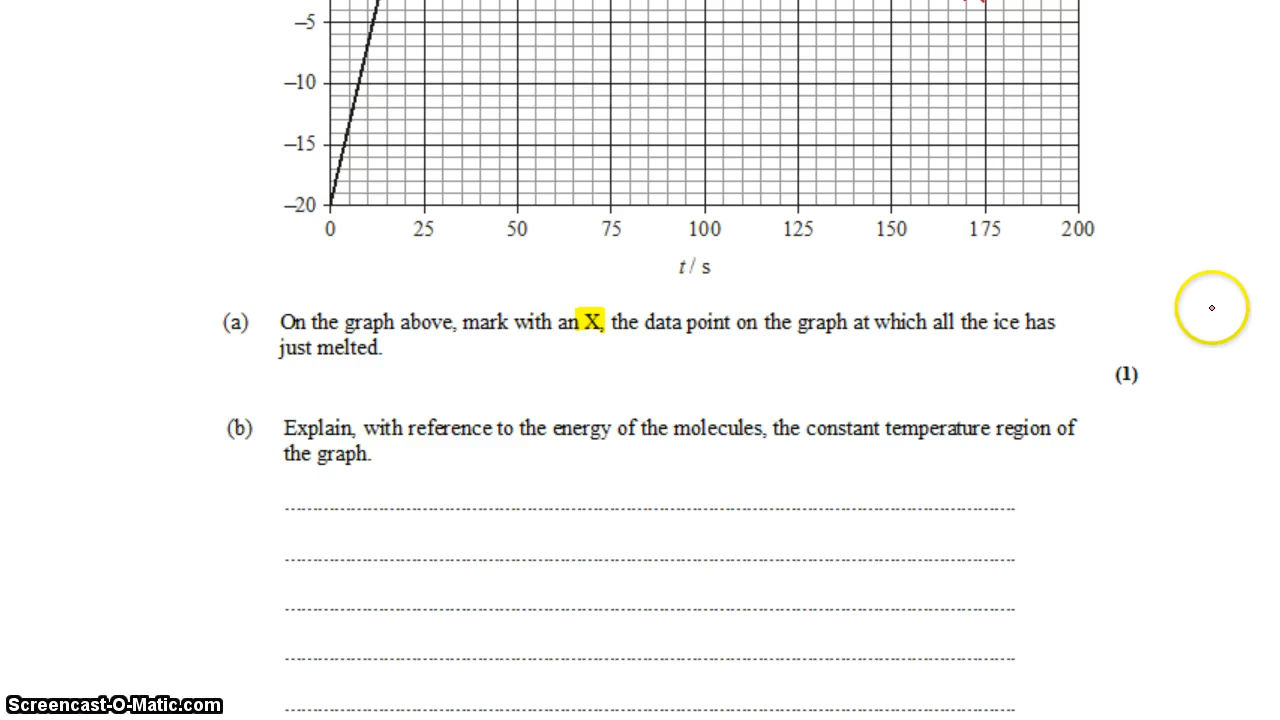 –5
–10
–15
–20
0 25 50 75 100 125 150 175 200
t / s
(a) On the graph above, mark with an X, the data point on the graph at which all the ice has
just melted.
(1)
(b) Explain, with reference to the energy of the molecules, the constant temperature region of
the graph.
Screencast-O-Matic.com